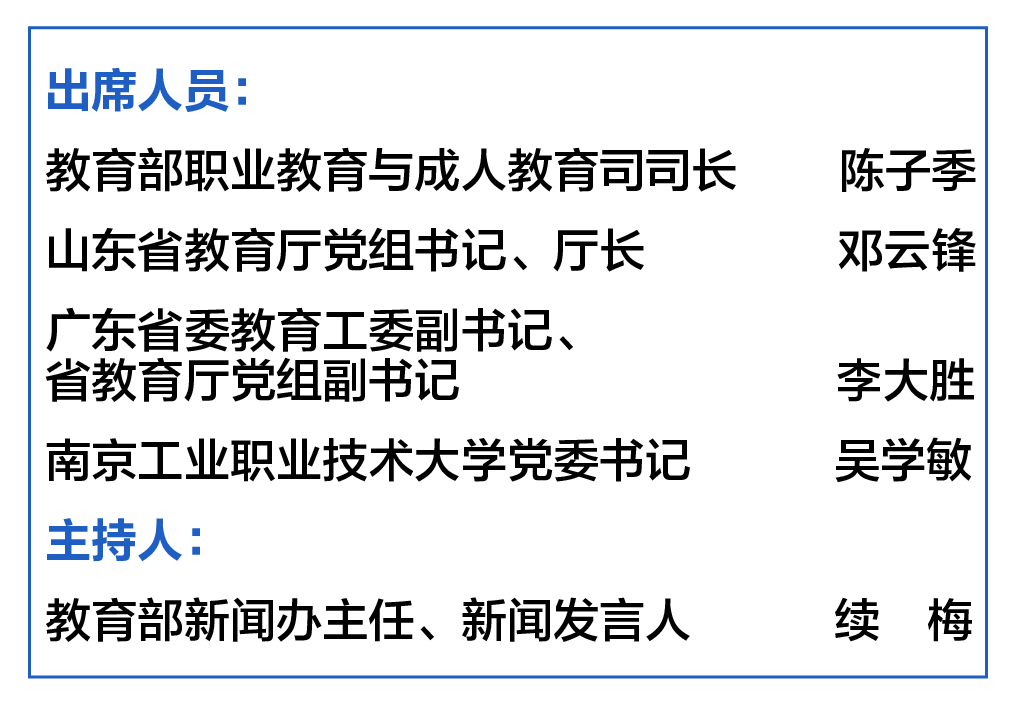 出席人员：
教育部职业教育与成人教育司司长 陈子季
山东省教育厅党组书记、厅长 邓云锋
广东省委教育工委副书记、
省教育厅党组副书记 李大胜
南京工业职业技术大学党委书记 吴学敏
主持人：
教育部新闻办主任、新闻发言人 续 梅